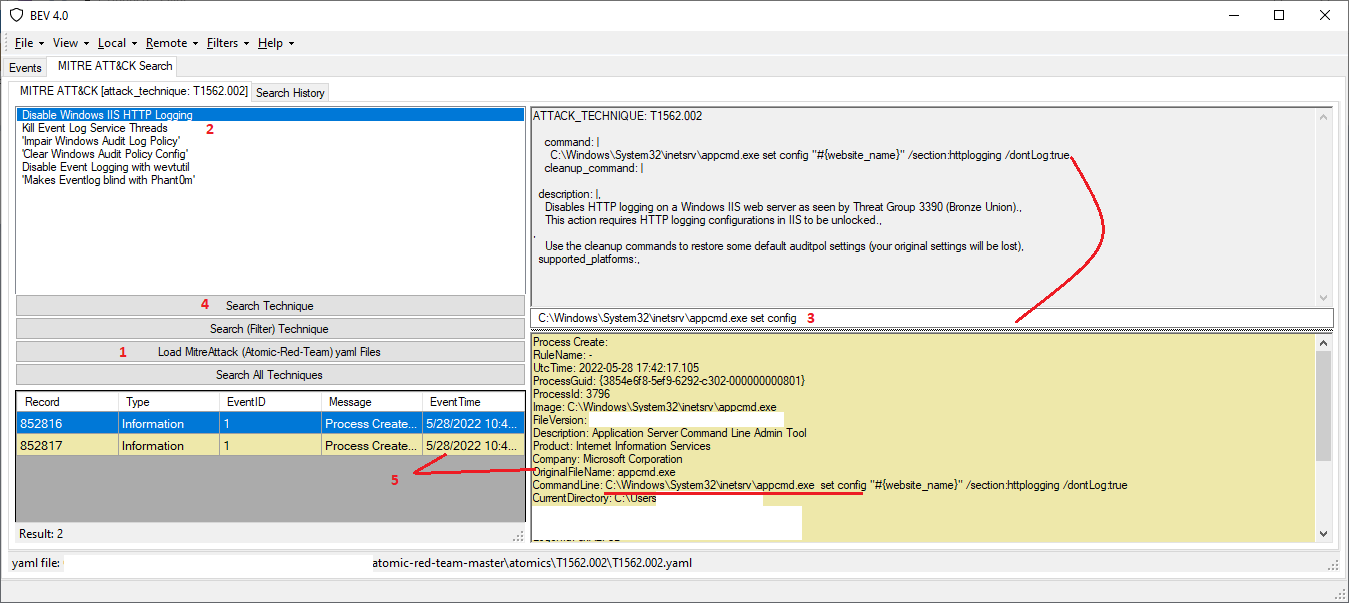 BEV 4.0
File View Local Remote Filters Help
Events MITRE ATT&CK Search
MITRE ATT&CK [attack_technique: T1562.002] Search History
Disable Windows IIS HTTP Logging
Kill Event Log Service Threads
2
'Impair Windows Audit Log Policy'
'Clear Windows Audit Policy Config'
Disable Event Logging with wevtutil
'Makes Eventlog blind with Phant0m'
ATTACK_TECHNIQUE: T1562.002
command: |
C:\Windows\System32\inetsrv\appcmd.exe set config "#{website_name}" /section:httplogging /dontLog:true
cleanup_command: |
description: |,
Disables HTTP logging on a Windows IIS web server as seen by Threat Group 3390 (Bronze Union).,
This action requires HTTP logging configurations in IIS to be unlocked.,
,
Use the cleanup commands to restore some default auditpol settings (your original settings will be lost),
supported_platforms:,
4 Search Technique
Search (Filter) Technique
1 Load MitreAttack (Atomic-Red-Team) yaml Files
Search All Techniques
C:\Windows\System32\inetsrv\appcmd.exe set config 3
Record Type EventID Message EventTime
852816 Information 1 Process Create... 5/28/2022 10:4...
852817 Information 1 Process Create... 5/28/2022 10:4...
5
Result: 2
Process Create:
RuleName: -
UtcTime: 2022-05-28 17:42:17.105
ProcessGuid: {3854e6f8-5ef9-6292-c302-000000000801}
ProcessId: 3796
Image: C:\Windows\System32\inetsrv\appcmd.exe
FileVersion:
Description: Application Server Command Line Admin Tool
Product: Internet Information Services
Company: Microsoft Corporation
OriginalFileName: appcmd.exe
CommandLine: C:\Windows\System32\inetsrv\appcmd.exe set config "#{website_name}" /section:httplogging /dontLog:true
CurrentDirectory: C:\Users
yaml file: atomic-red-team-master\atomics\T1562.002\T1562.002.yaml